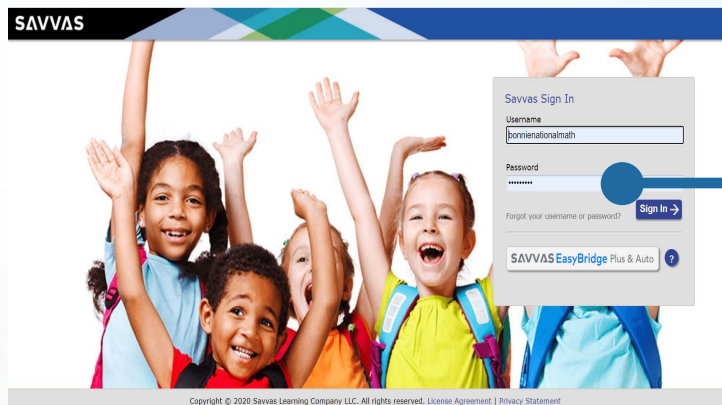 SAVVAS
Savvas Sign In
Username
bonnienationalmath
Password
•••••••••
Forgot your username or password?
Sign In →
SAVVAS EasyBridge Plus & Auto
?
Copyright © 2020 Savvas Learning Company LLC. All rights reserved. License Agreement | Privacy Statement